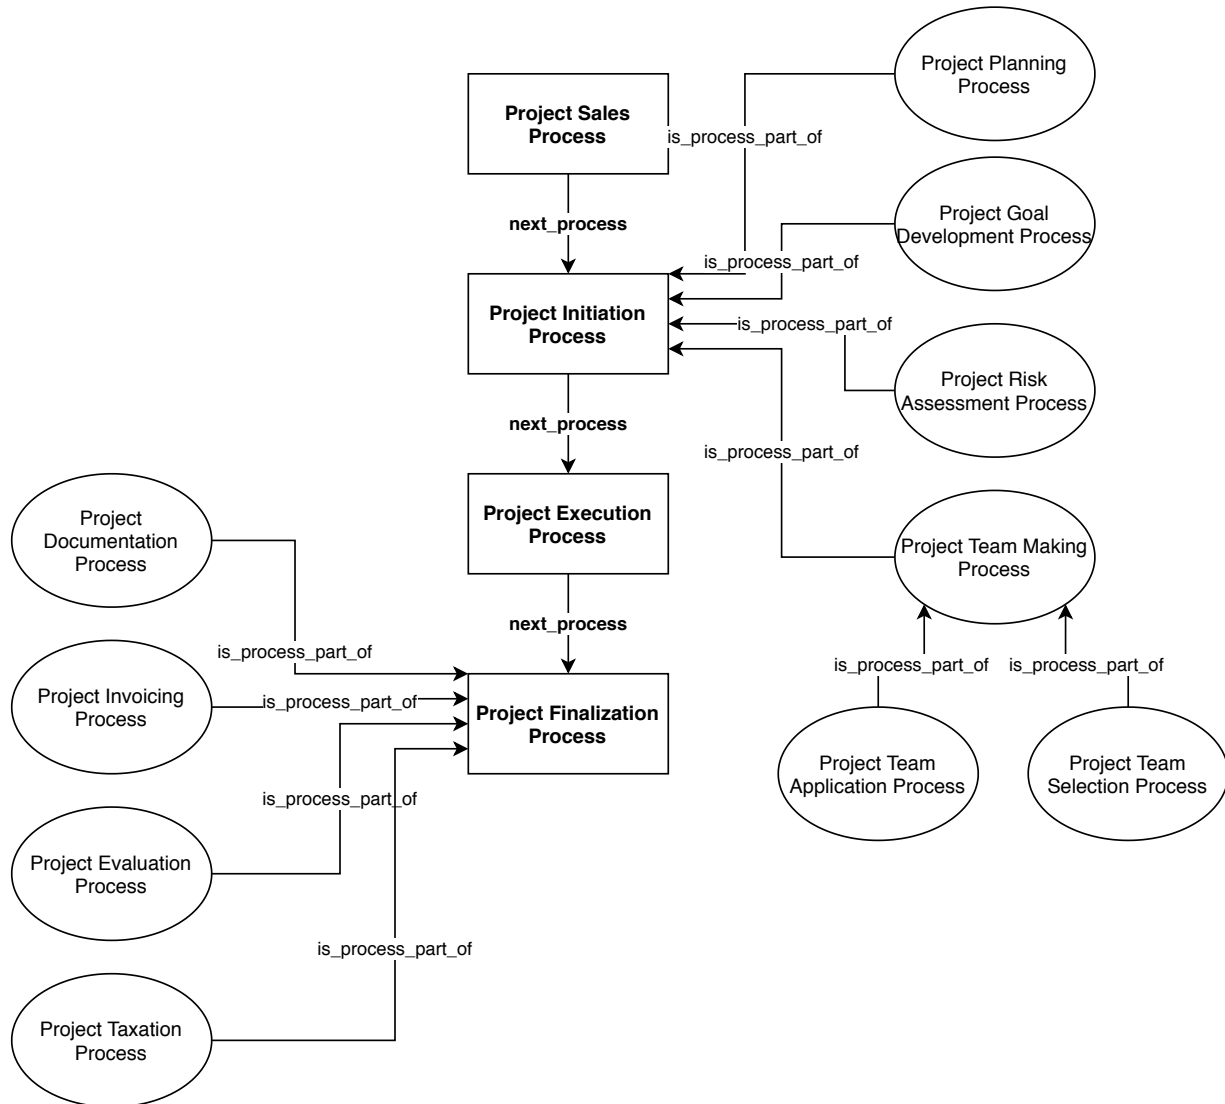 Project Planning
Process
Project Sales
Process
is_process_part_of
Project Goal
Development Process
next_process
is_process_part_of
Project Initiation
Process
is_process_part_of
Project Risk
Assessment Process
next_process
is_process_part_of
Project Execution
Process
Project
Documentation
Process
Project Team Making
Process
next_process
is_process_part_of
is_process_part_of
is_process_part_of
Project Invoicing
Process
is_process_part_of
Project Finalization
Process
Project Team
Application Process
Project Team
Selection Process
is_process_part_of
Project Evaluation
Process
is_process_part_of
Project Taxation
Process